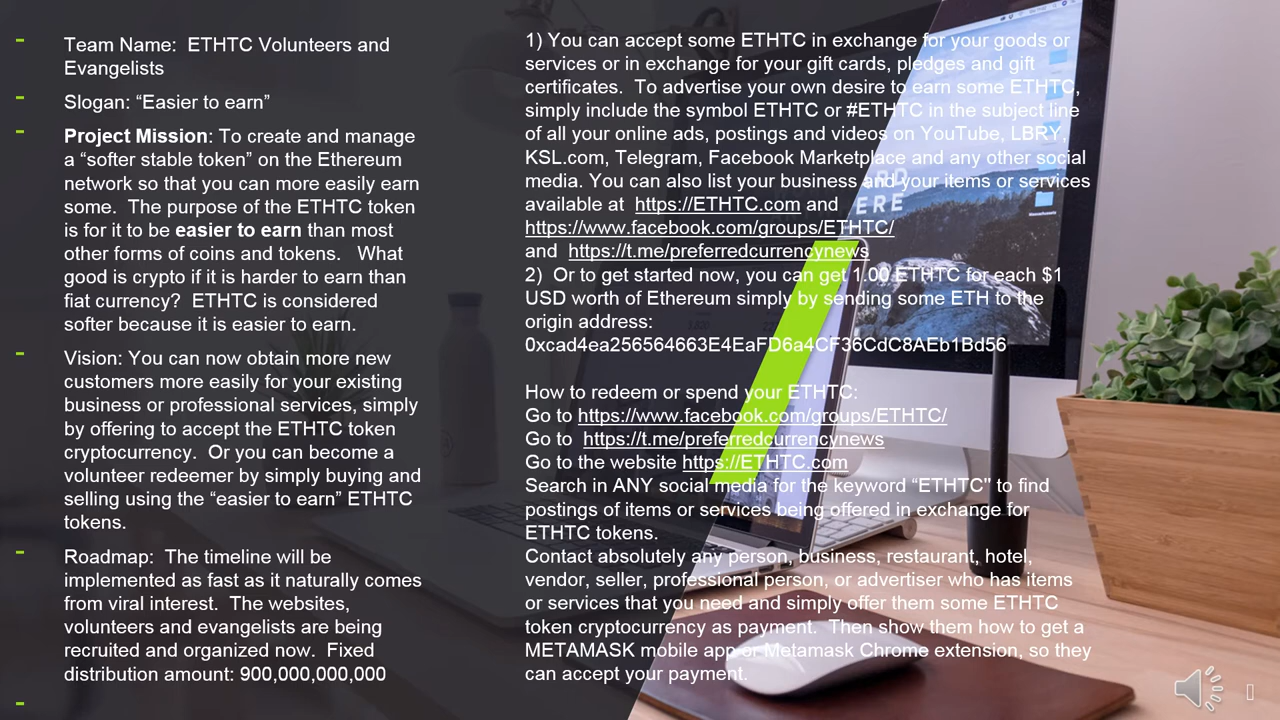 Team Name:  ETHTC Volunteers and
Evangelists
Slogan: “Easier to earn”
Project Mission: To create and manage
a “softer stable token” on the Ethereum
network so that you can more easily earn
some.  The purpose of the ETHTC token
is for it to be easier to earn than most
other forms of coins and tokens.   What
good is crypto if it is harder to earn than
fiat currency?  ETHTC is considered
softer because it is easier to earn.
Vision: You can now obtain more new
customers more easily for your existing
business or professional services, simply
by offering to accept the ETHTC token
cryptocurrency.  Or you can become a
volunteer redeemer by simply buying and
selling using the “easier to earn” ETHTC
tokens.
Roadmap:  The timeline will be
implemented as fast as it naturally comes
from viral interest.  The websites,
volunteers and evangelists are being
recruited and organized now.  Fixed
distribution amount: 900,000,000,000
1) You can accept some ETHTC in exchange for your goods or
services or in exchange for your gift cards, pledges and gift
certificates.  To advertise your own desire to earn some ETHTC,
simply include the symbol ETHTC or #ETHTC in the subject line
of all your online ads, postings and videos on YouTube, LBRY,
KSL.com, Telegram, Facebook Marketplace and any other social
media. You can also list your business and your items or services
available at  https://ETHTC.com and
https://www.facebook.com/groups/ETHTC/
and  https://t.me/preferredcurrencynews
2)  Or to get started now, you can get 1.00 ETHTC for each $1
USD worth of Ethereum simply by sending some ETH to the
origin address:
0xcad4ea256564663E4EaFD6a4CF36CdC8AEb1Bd56
How to redeem or spend your ETHTC:
Go to https://www.facebook.com/groups/ETHTC/
Go to  https://t.me/preferredcurrencynews
Go to the website https://ETHTC.com
Search in ANY social media for the keyword “ETHTC" to find
postings of items or services being offered in exchange for
ETHTC tokens.
Contact absolutely any person, business, restaurant, hotel,
vendor, seller, professional person, or advertiser who has items
or services that you need and simply offer them some ETHTC
token cryptocurrency as payment.  Then show them how to get a
METAMASK mobile app or Metamask Chrome extension, so they
can accept your payment.